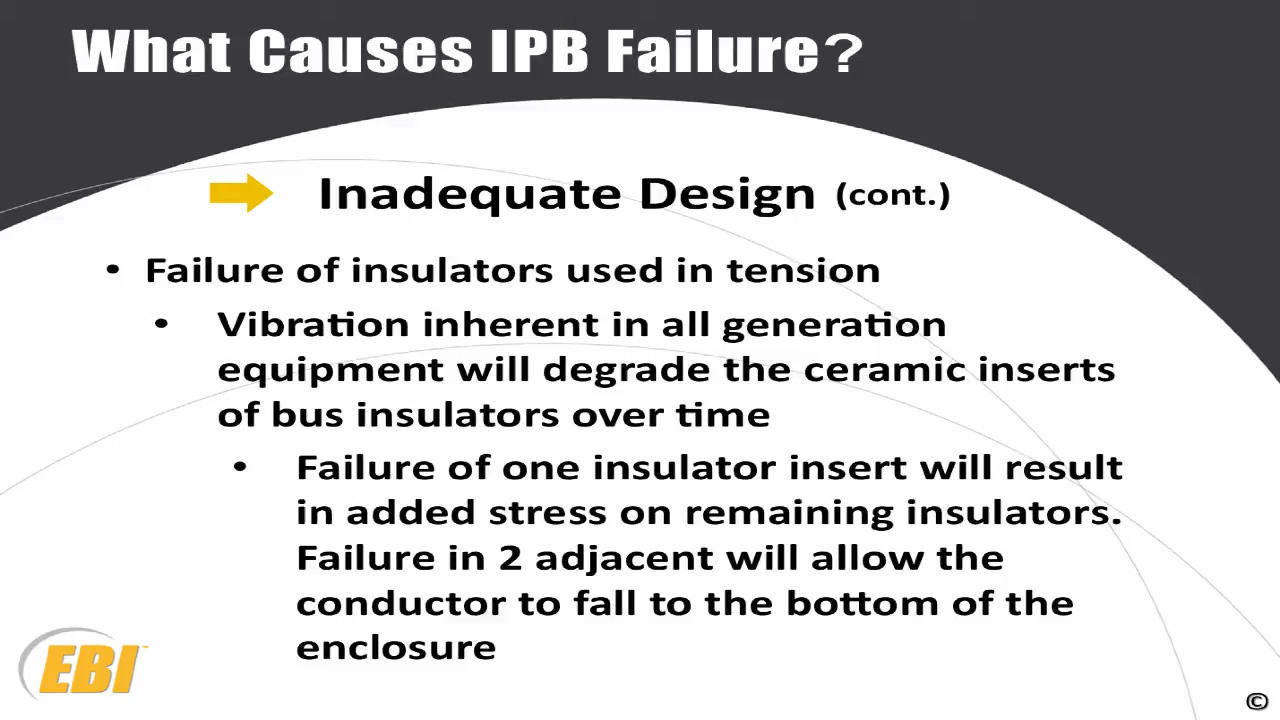 What Causes IPB Failure?
Inadequate Design (cont.)
• Failure of insulators used in tension
• Vibration inherent in all generation
equipment will degrade the ceramic inserts
of bus insulators over time
• Failure of one insulator insert will result
in added stress on remaining insulators.
Failure in 2 adjacent will allow the
conductor to fall to the bottom of the
enclosure
EBI™
©